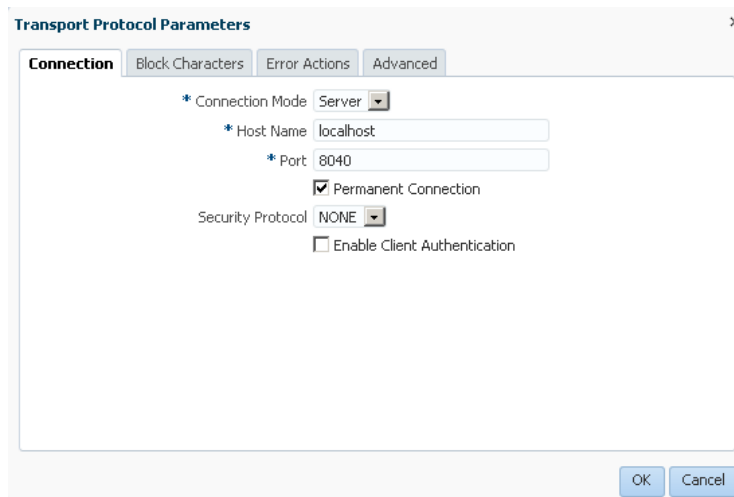 Transport Protocol Parameters
Connection Block Characters Error Actions Advanced
* Connection Mode Server
* Host Name localhost
* Port 8040
Permanent Connection
Security Protocol NONE
Enable Client Authentication
OK Cancel